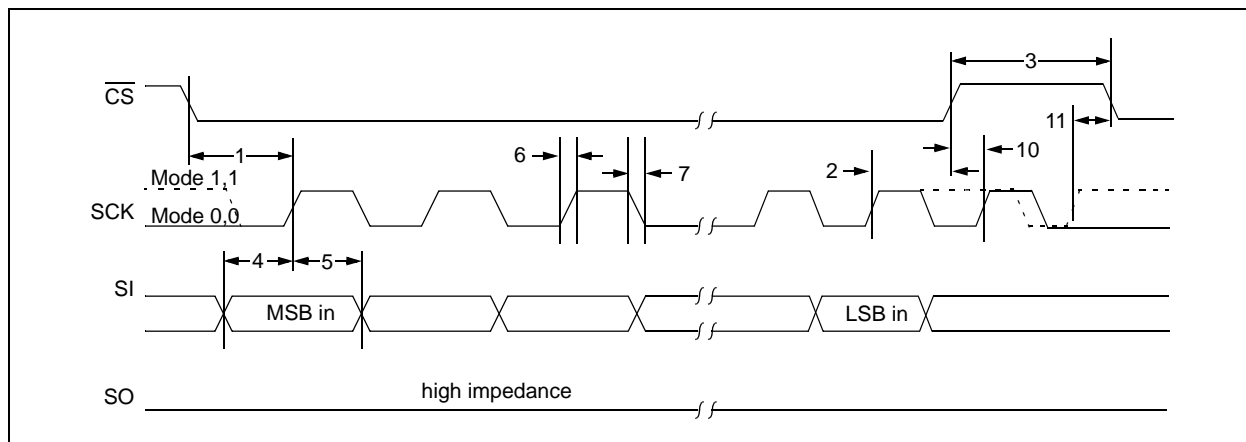 3
CS
11
1
6
2
10
7
Mode 1,1
SCK
Mode 0,0
4
5
SI
MSB in
LSB in
SO
high impedance